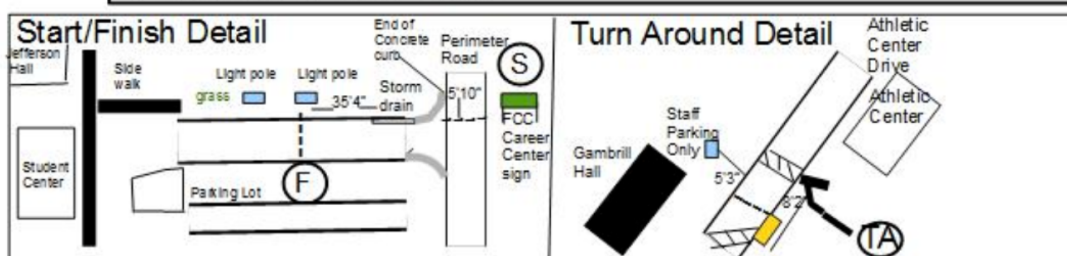 Start/Finish Detail
Jefferson
Hall
Side
walk
Light pole
Light pole
grass
End of
Concrete
curb
Perimeter
Road
S
35'4"
Storm
drain
5'10"
FCC
Career
Center
sign
Student
Center
Parking Lot
F
Turn Around Detail
Athletic
Center
Drive
Athletic
Center
Staff
Parking
Only
Gambrill
Hall
5'3"
8'2"
TA